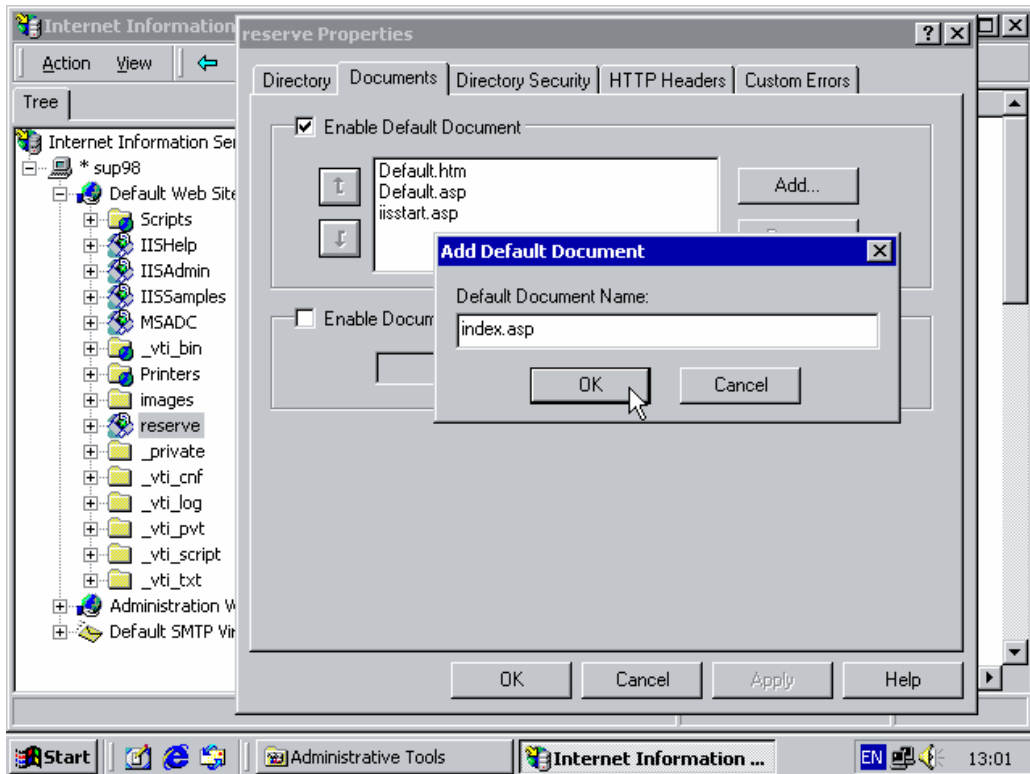 Internet Information
reserve Properties
Action View
Directory Documents Directory Security HTTP Headers Custom Errors
Tree
Enable Default Document
Internet Information Ser
* sup98
Default Web Site
Scripts
IISHelp
IISAdmin
IISSamples
MSADC
_vti_bin
Printers
images
reserve
_private
_vti_cnf
_vti_log
_vti_pvt
_vti_script
_vti_txt
Administration W
Default SMTP Vir
Default.htm
Default.asp
iisstart.asp
Add...
Add Default Document
Default Document Name:
index.asp
OK Cancel
Enable Docum
OK Cancel Apply Help
Start Administrative Tools Internet Information ... EN 13:01